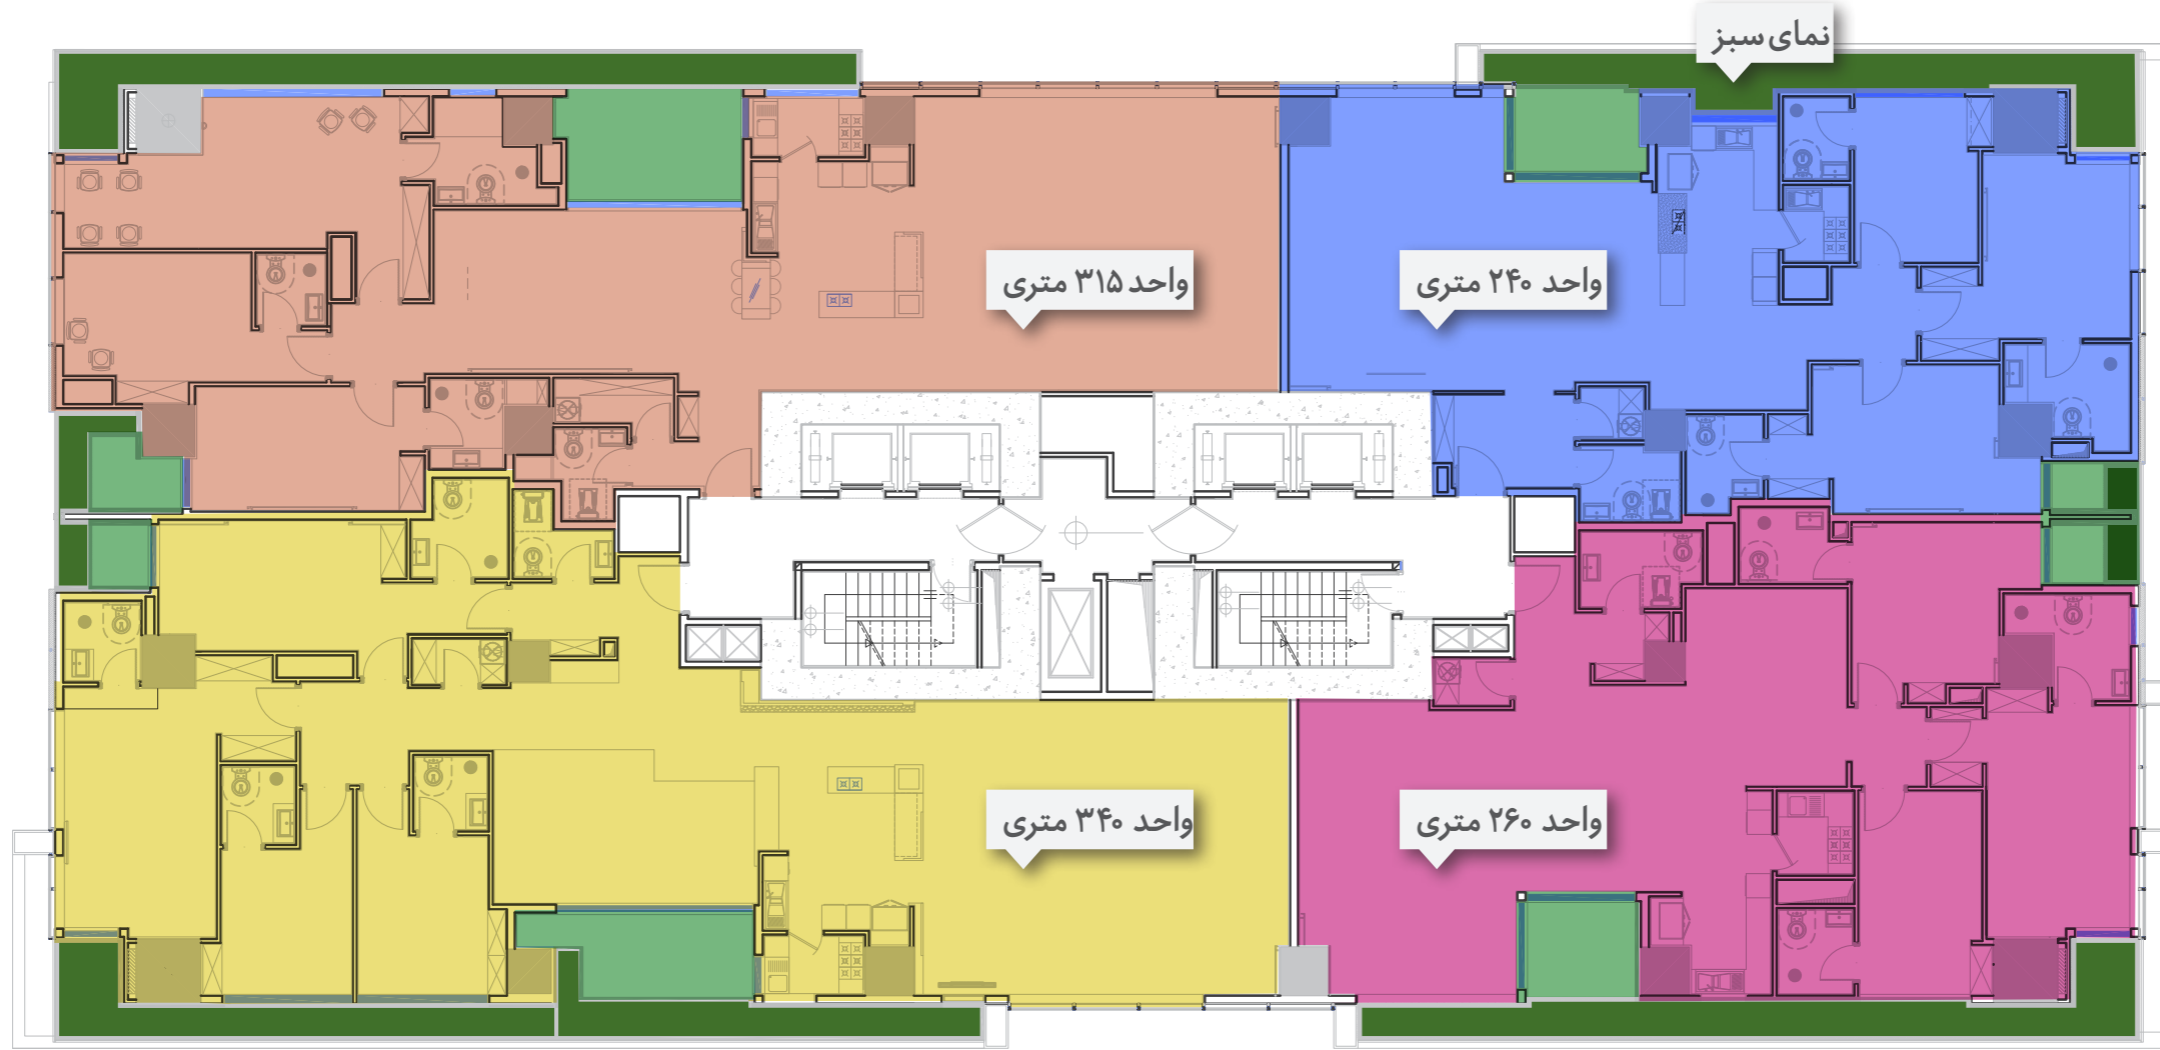 نمای سبز
واحد ۳۱۵ متری
واحد ۲۴۰ متری
واحد ۳۴۰ متری
واحد ۲۶۰ متری